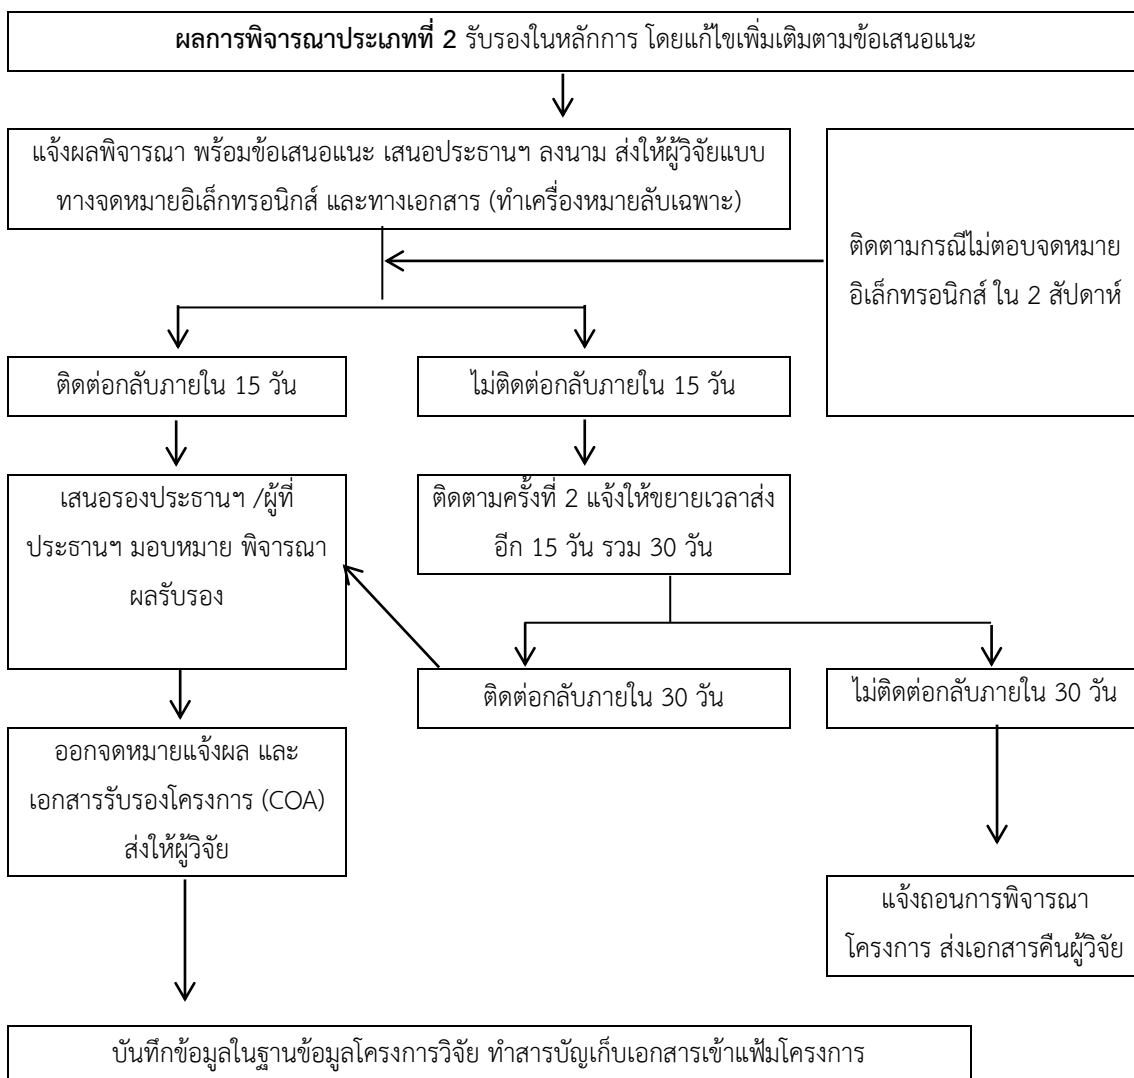 ผลการพิจารณาประเภทที่ 2 รับรองในหลักการ โดยแก้ไขเพิ่มเติมตามข้อเสนอแนะ
แจ้งผลพิจารณา พร้อมข้อเสนอแนะ เสนอประธานฯ ลงนาม ส่งให้ผู้วิจัยแบบ
ทางจดหมายอิเล็กทรอนิกส์ และทางเอกสาร (ทำเครื่องหมายลับเฉพาะ)
ติดตามกรณีไม่ตอบจดหมาย
อิเล็กทรอนิกส์ ใน 2 สัปดาห์
ติดต่อกลับภายใน 15 วัน
ไม่ติดต่อกลับภายใน 15 วัน
เสนอรองประธานฯ /ผู้ที่
ประธานฯ มอบหมาย พิจารณา
ผลรับรอง
ติดตามครั้งที่ 2 แจ้งให้ขยายเวลาส่ง
อีก 15 วัน รวม 30 วัน
ติดต่อกลับภายใน 30 วัน
ไม่ติดต่อกลับภายใน 30 วัน
ออกจดหมายแจ้งผล และ
เอกสารรับรองโครงการ (COA)
ส่งให้ผู้วิจัย
แจ้งถอนการพิจารณา
โครงการ ส่งเอกสารคืนผู้วิจัย
บันทึกข้อมูลในฐานข้อมูลโครงการวิจัย ทำสารบัญเก็บเอกสารเข้าแฟ้มโครงการ